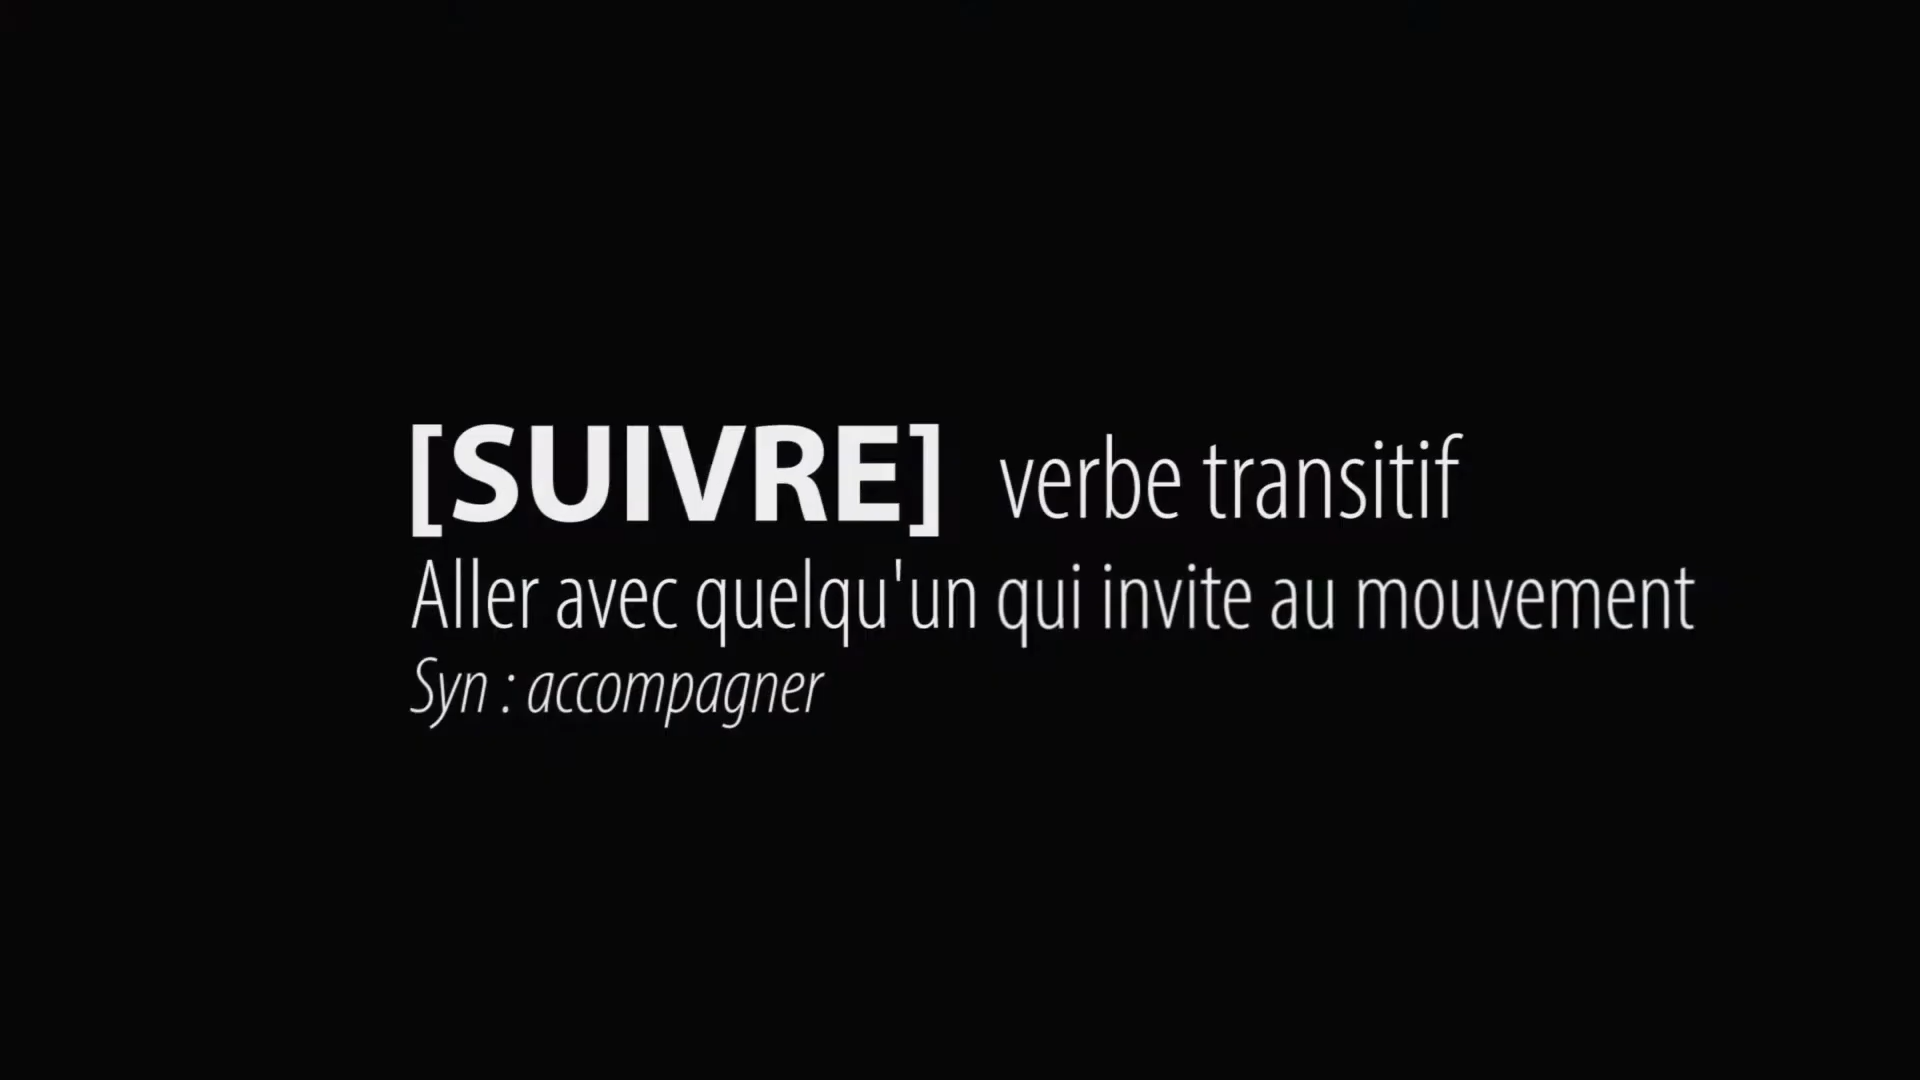 [SUIVRE] verbe transitif
Aller avec quelqu'un qui invite au mouvement
Syn : accompagner